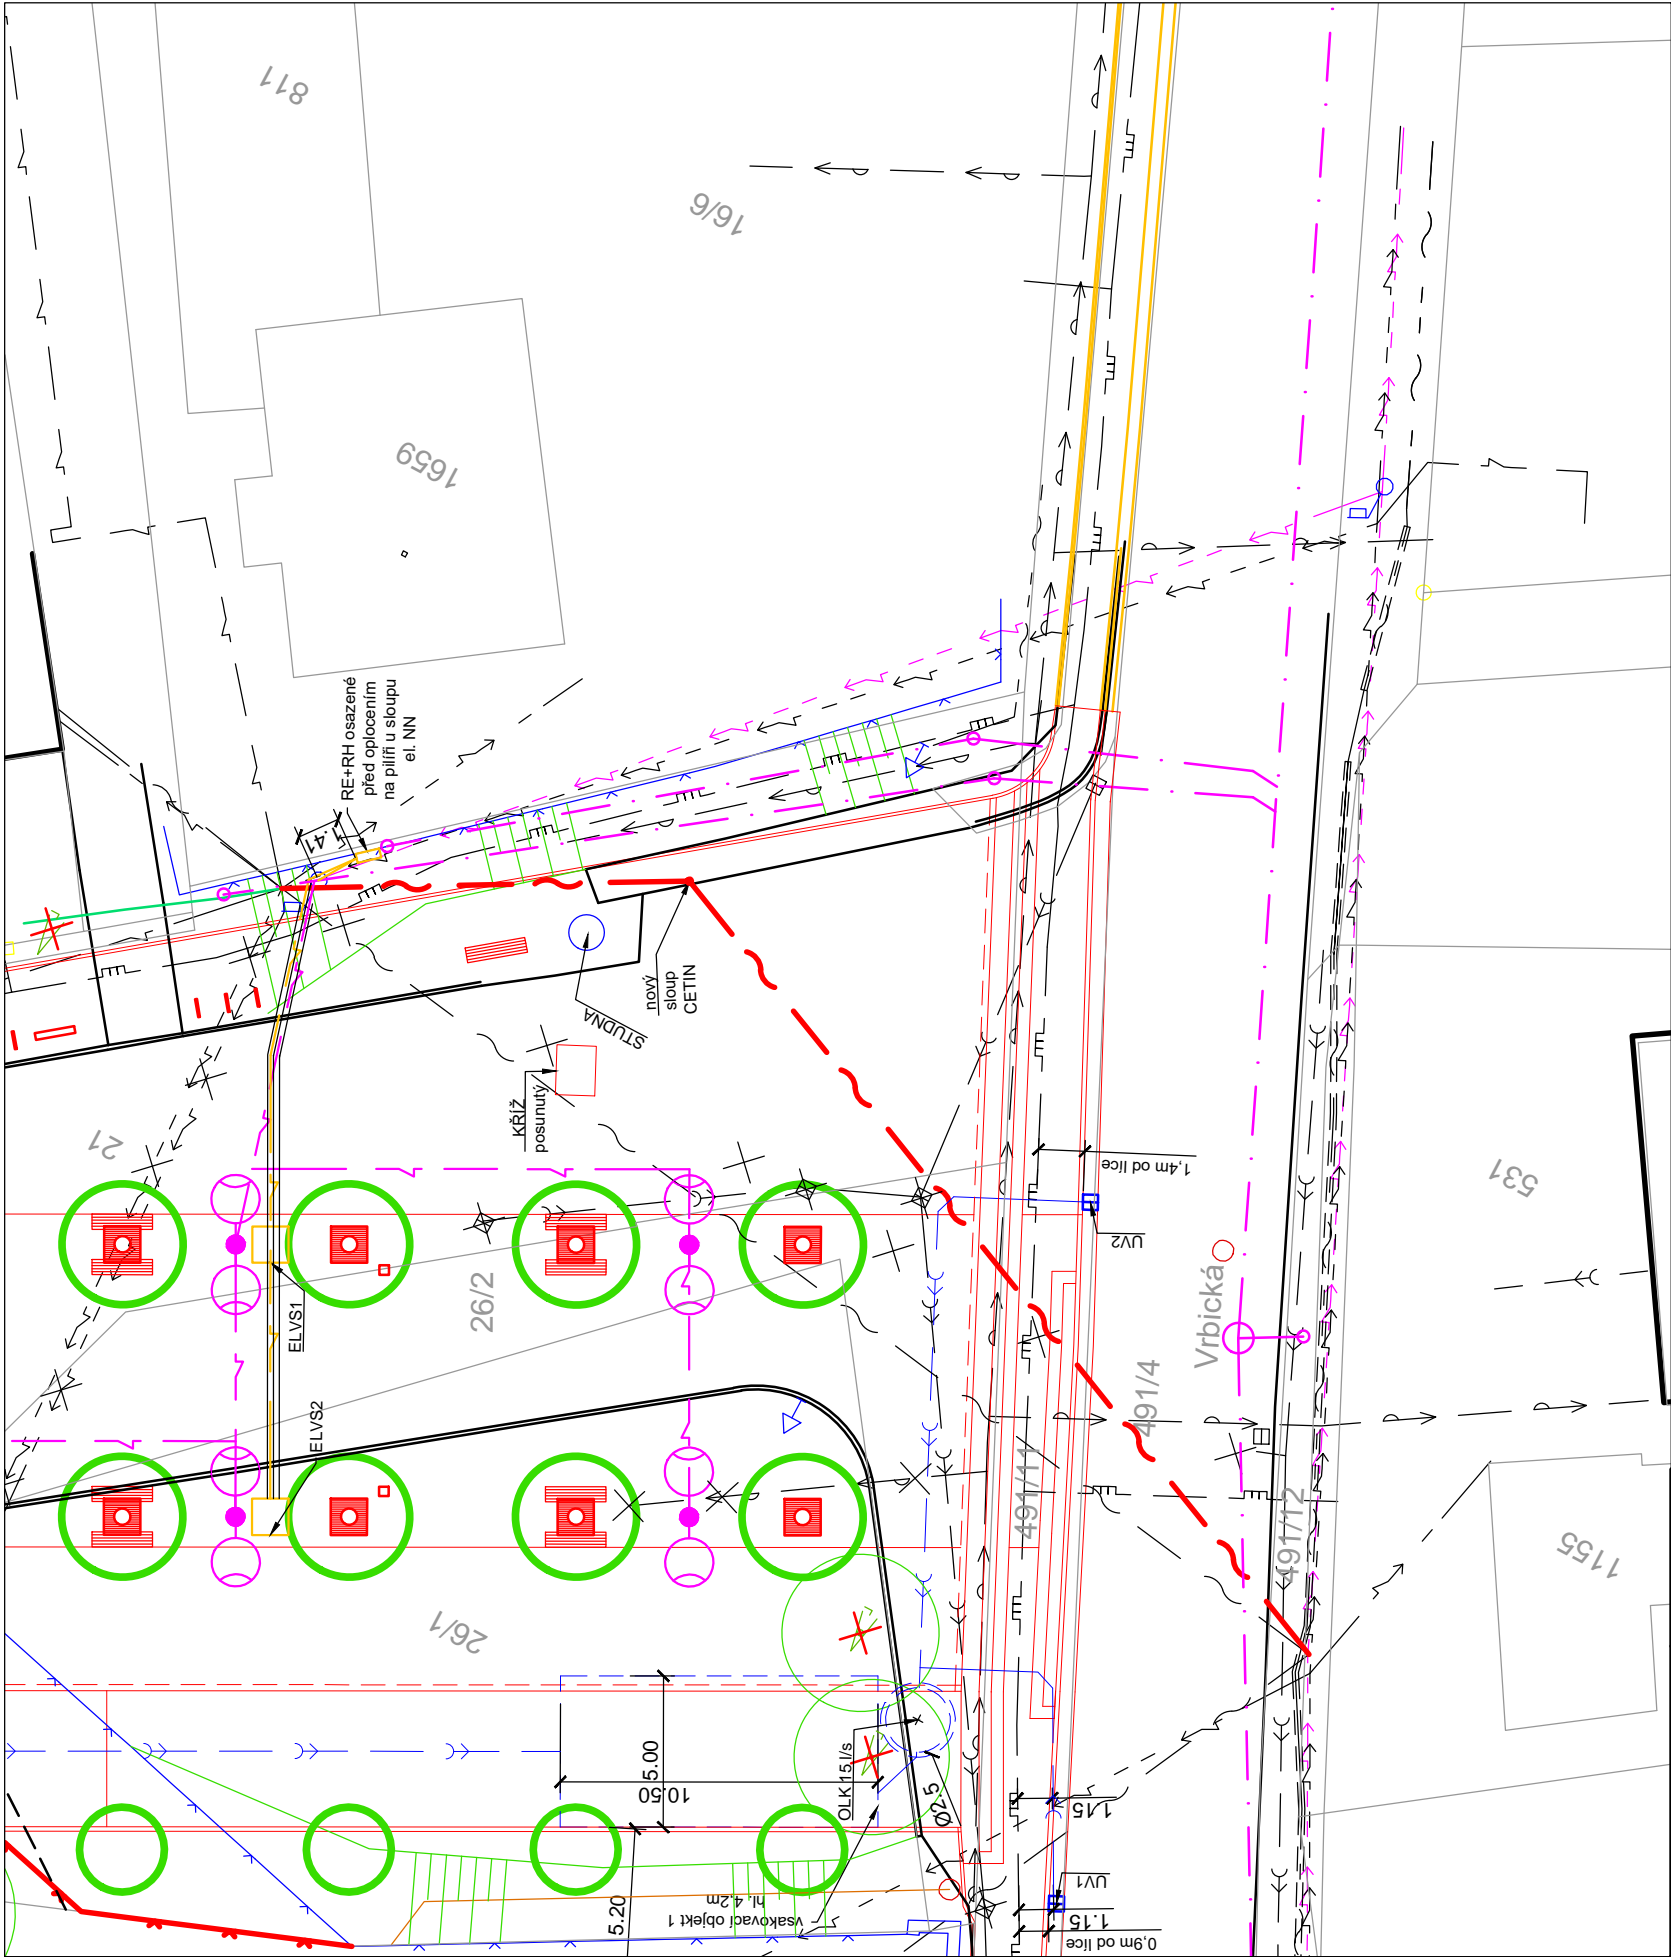 811
16/6
1659
RE+RH osazené
před oplocením
na pilíři u sloupu
el. NN
1.41
STUDNA
nový
sloup
CETIN
KŘÍŽ
posunutý
21
1,4m od líce
531
UV2
26/2
Vrbická
ELVS1
ELVS2
491/4
491/11
491/12
1155
26/1
5.00
10.50
OLK 15 l/s
Ø2.5
1.15
UV1
5.20
vsakovací objekt 1
hl. 4,2m
1.15
0,9m od líce